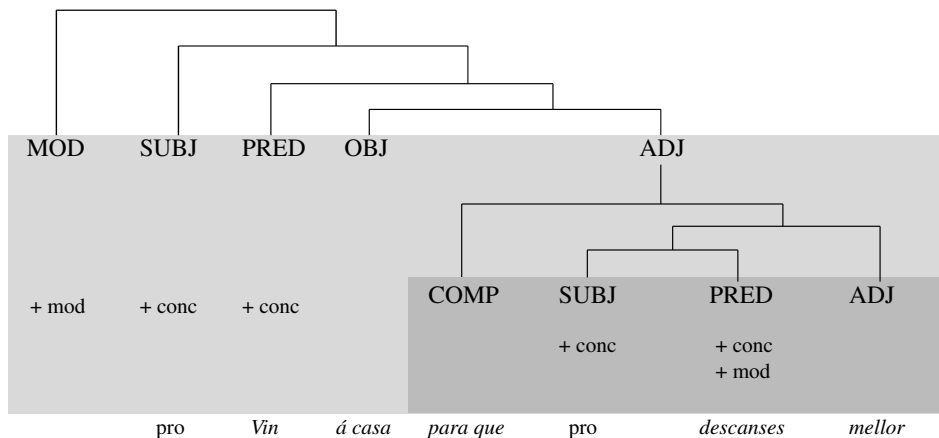 MOD SUBJ PRED OBJ ADJ
COMP SUBJ PRED ADJ
+ mod + conc + conc
+ conc + conc
+ mod
pro Vin á casa para que pro descanses mellor